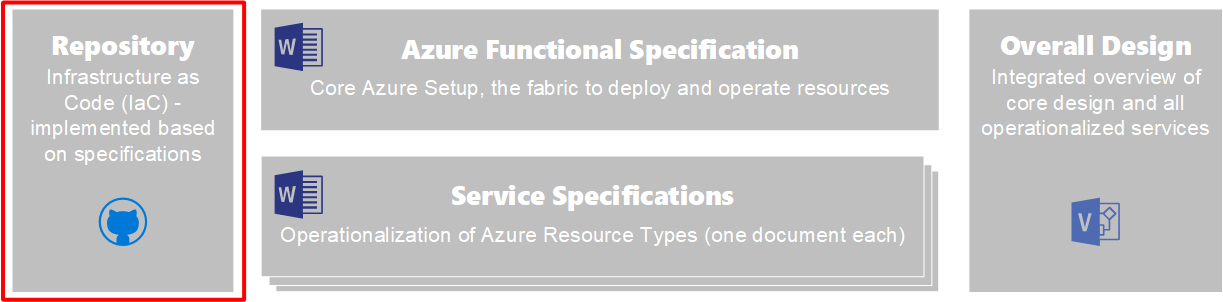 Repository
Infrastructure as
Code (IaC) -
implemented based
on specifications
W
Azure Functional Specification
Core Azure Setup, the fabric to deploy and operate resources
W
Service Specifications
Operationalization of Azure Resource Types (one document each)
Overall Design
Integrated overview of
core design and all
operationalized services
V